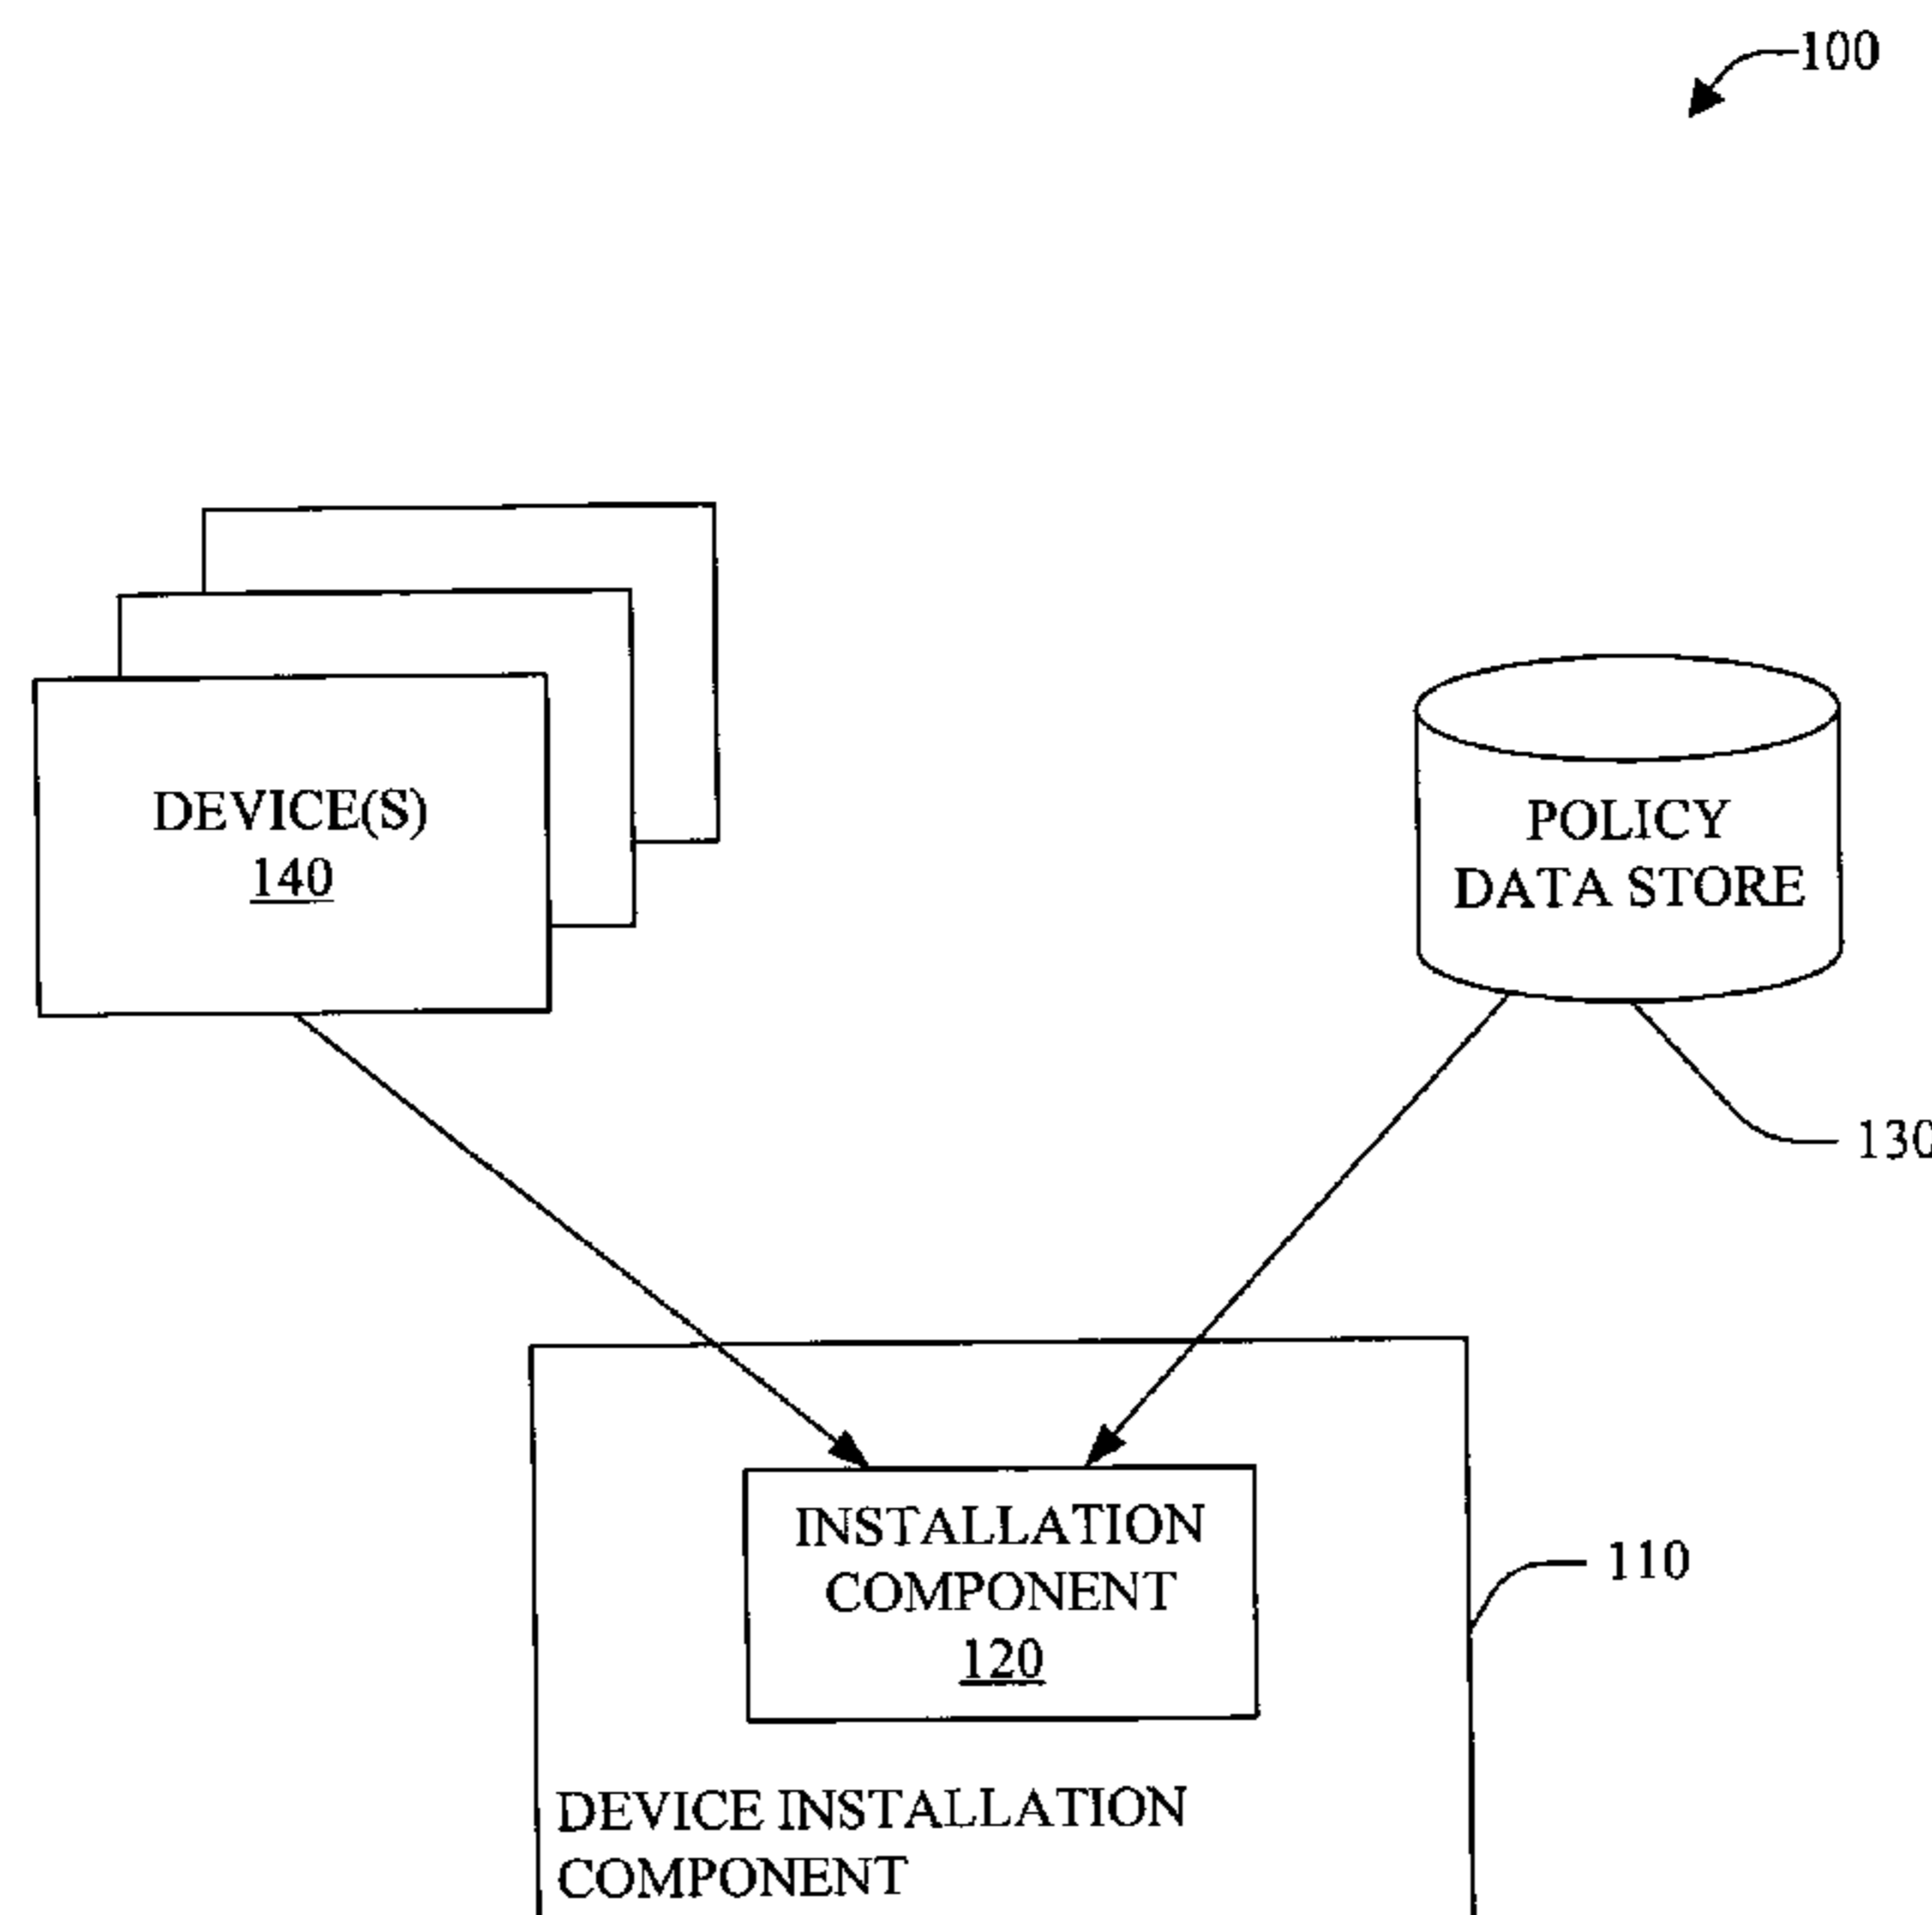 100
DEVICE(S)
140
POLICY
DATA STORE
130
INSTALLATION
COMPONENT
120
110
DEVICE INSTALLATION
COMPONENT